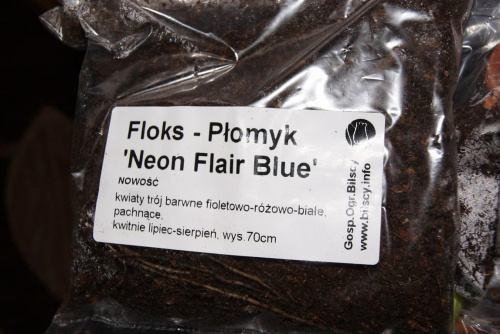 Floks - Płomyk
'Neon Flair Blue'
NOWOŚĆ
kwiaty trój barwne fioletowo-różowo-białe,
pachnące,
kwitnie lipiec-sierpień, wys.70cm
Gosp.Ogr.Bilscy
www.bilscy.info